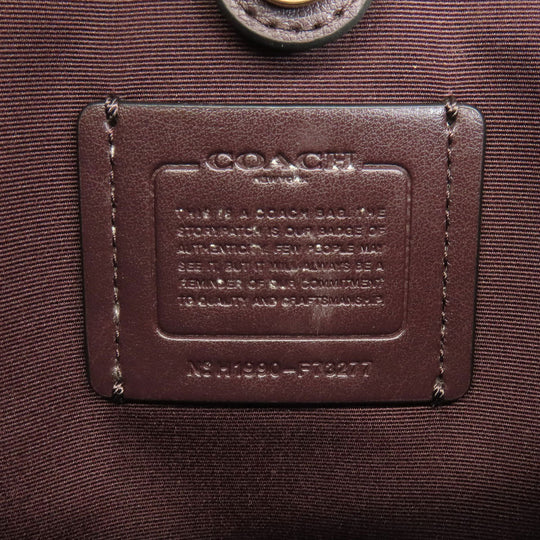 COACH
NEW YORK
THIS IS A COACH BAG. THE
STORYPATCH IS OUR BADGE OF
AUTHENTICITY. FEW PEOPLE MAY
SEE IT, BUT IT WILL ALWAYS BE A
REMINDER OF OUR COMMITMENT
TO QUALITY AND CRAFTSMANSHIP.
Nº H1990-F73277